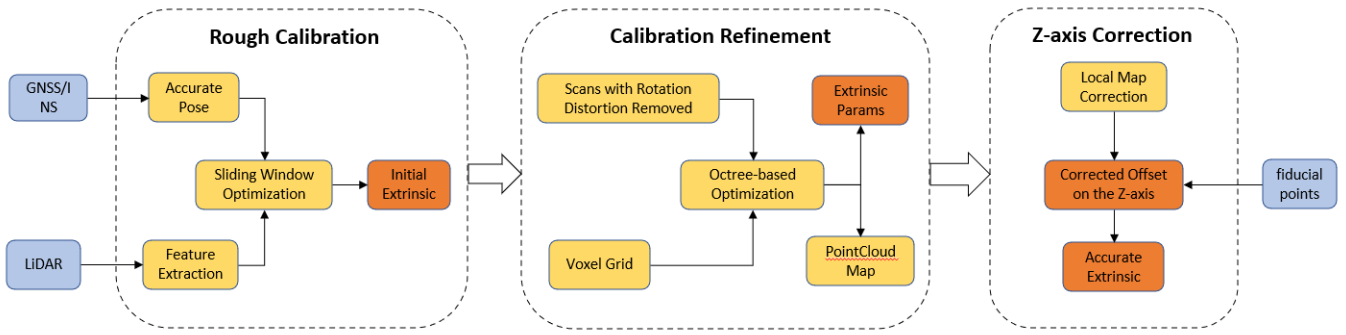 Rough Calibration
GNSS/I
NS
Accurate
Pose
Sliding Window
Optimization
Initial
Extrinsic
LiDAR
Feature
Extraction
Calibration Refinement
Scans with Rotation
Distortion Removed
Extrinsic
Params
Octree-based
Optimization
Voxel Grid
PointCloud
Map
Z-axis Correction
Local Map
Correction
Corrected Offset
on the Z-axis
fiducial
points
Accurate
Extrinsic